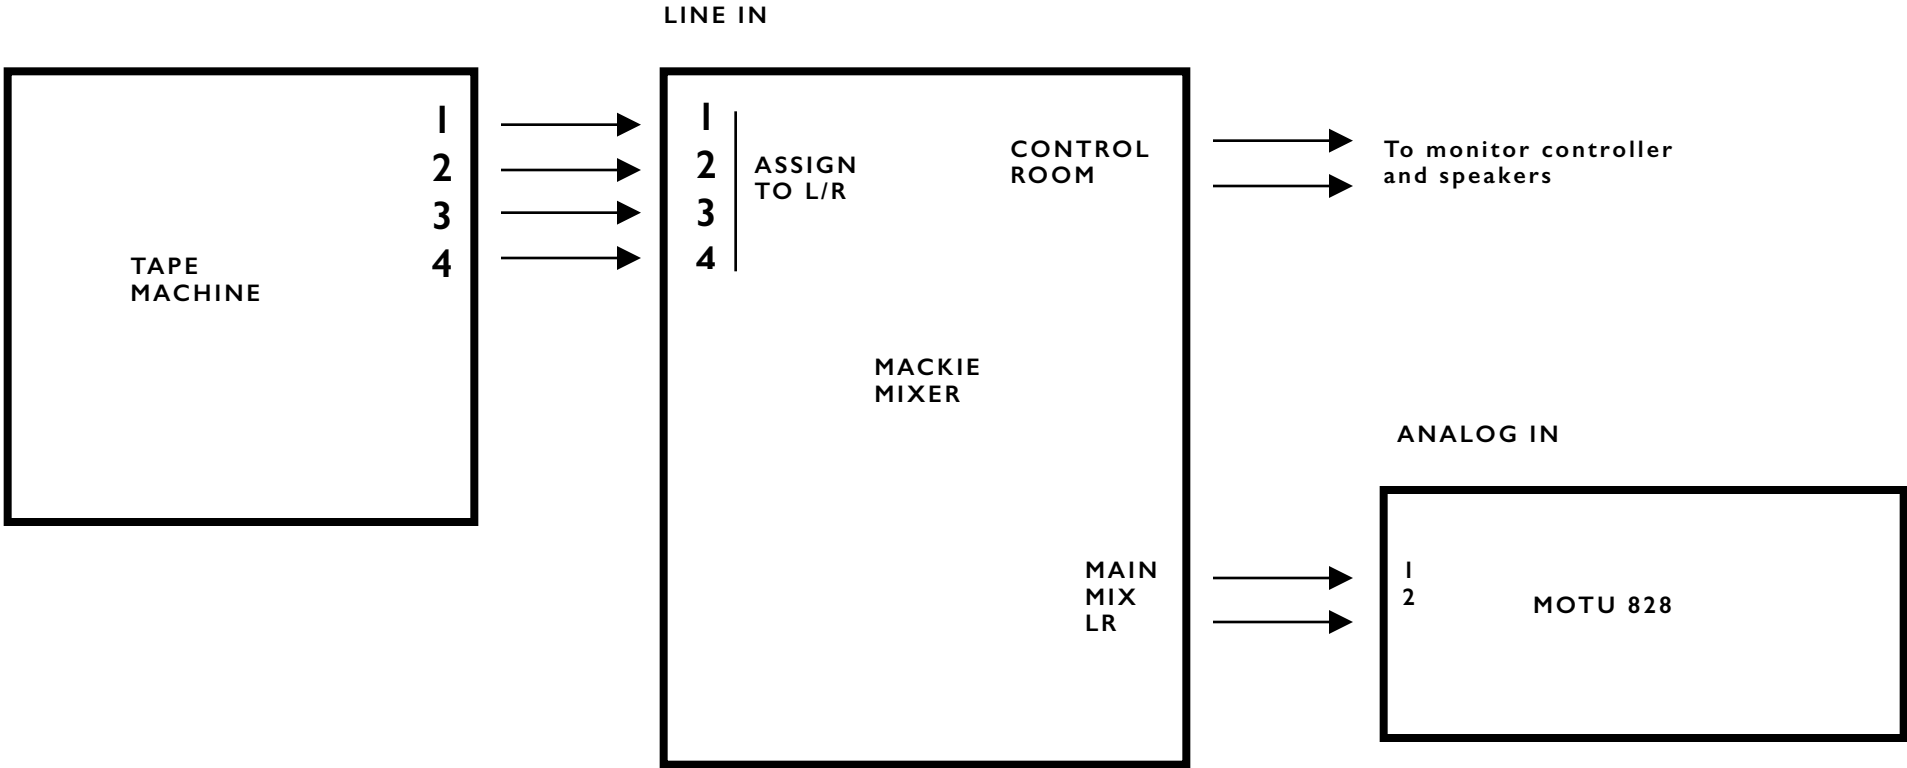 LINE IN
1
2
3
4
TAPE
MACHINE
1
2
3
4
ASSIGN
TO L/R
CONTROL
ROOM
To monitor controller
and speakers
MACKIE
MIXER
ANALOG IN
MAIN
MIX
LR
1
2
MOTU 828